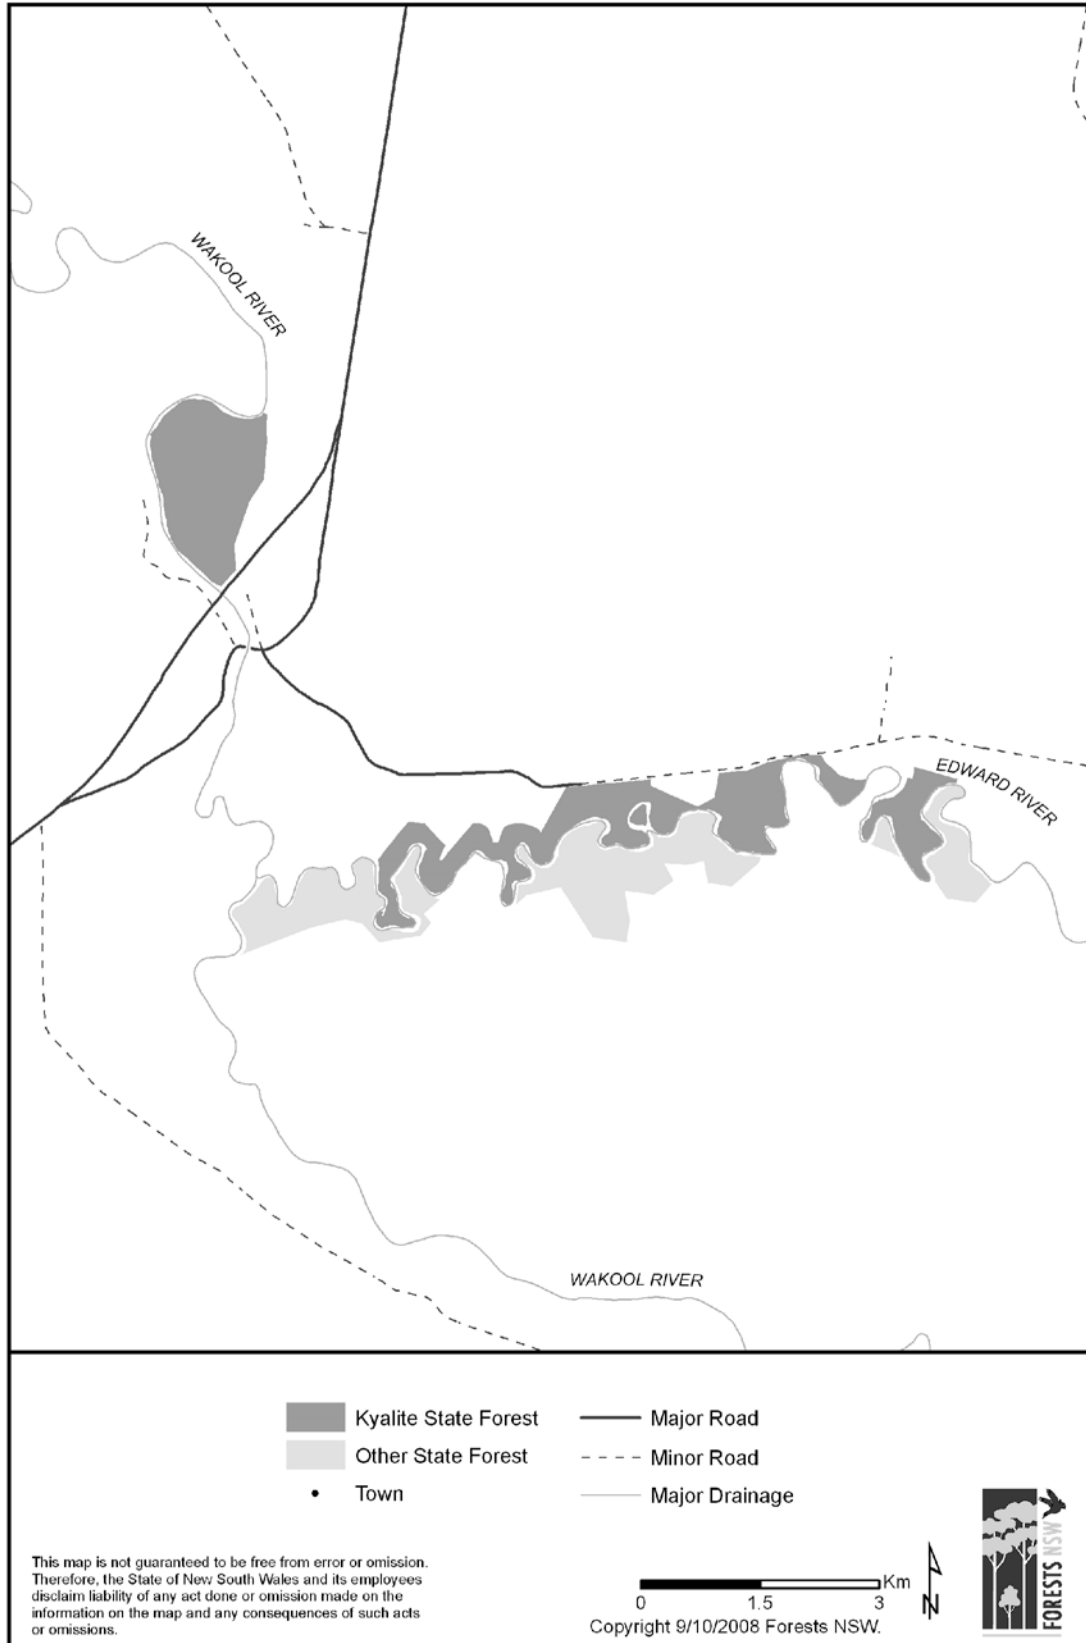 WAKOOL RIVER
EDWARD RIVER
WAKOOL RIVER
Kyalite State Forest
Other State Forest
Town
Major Road
Minor Road
Major Drainage
This map is not guaranteed to be free from error or omission.
Therefore, the State of New South Wales and its employees
disclaim liability of any act done or omission made on the
information on the map and any consequences of such acts
or omissions.
Km
0 1.5 3
Copyright 9/10/2008 Forests NSW.
N
FORESTS NSW